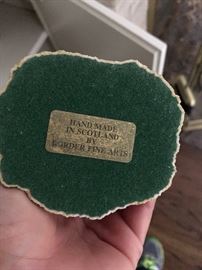 HAND MADE
IN SCOTLAND
BY
BORDER FINE ARTS